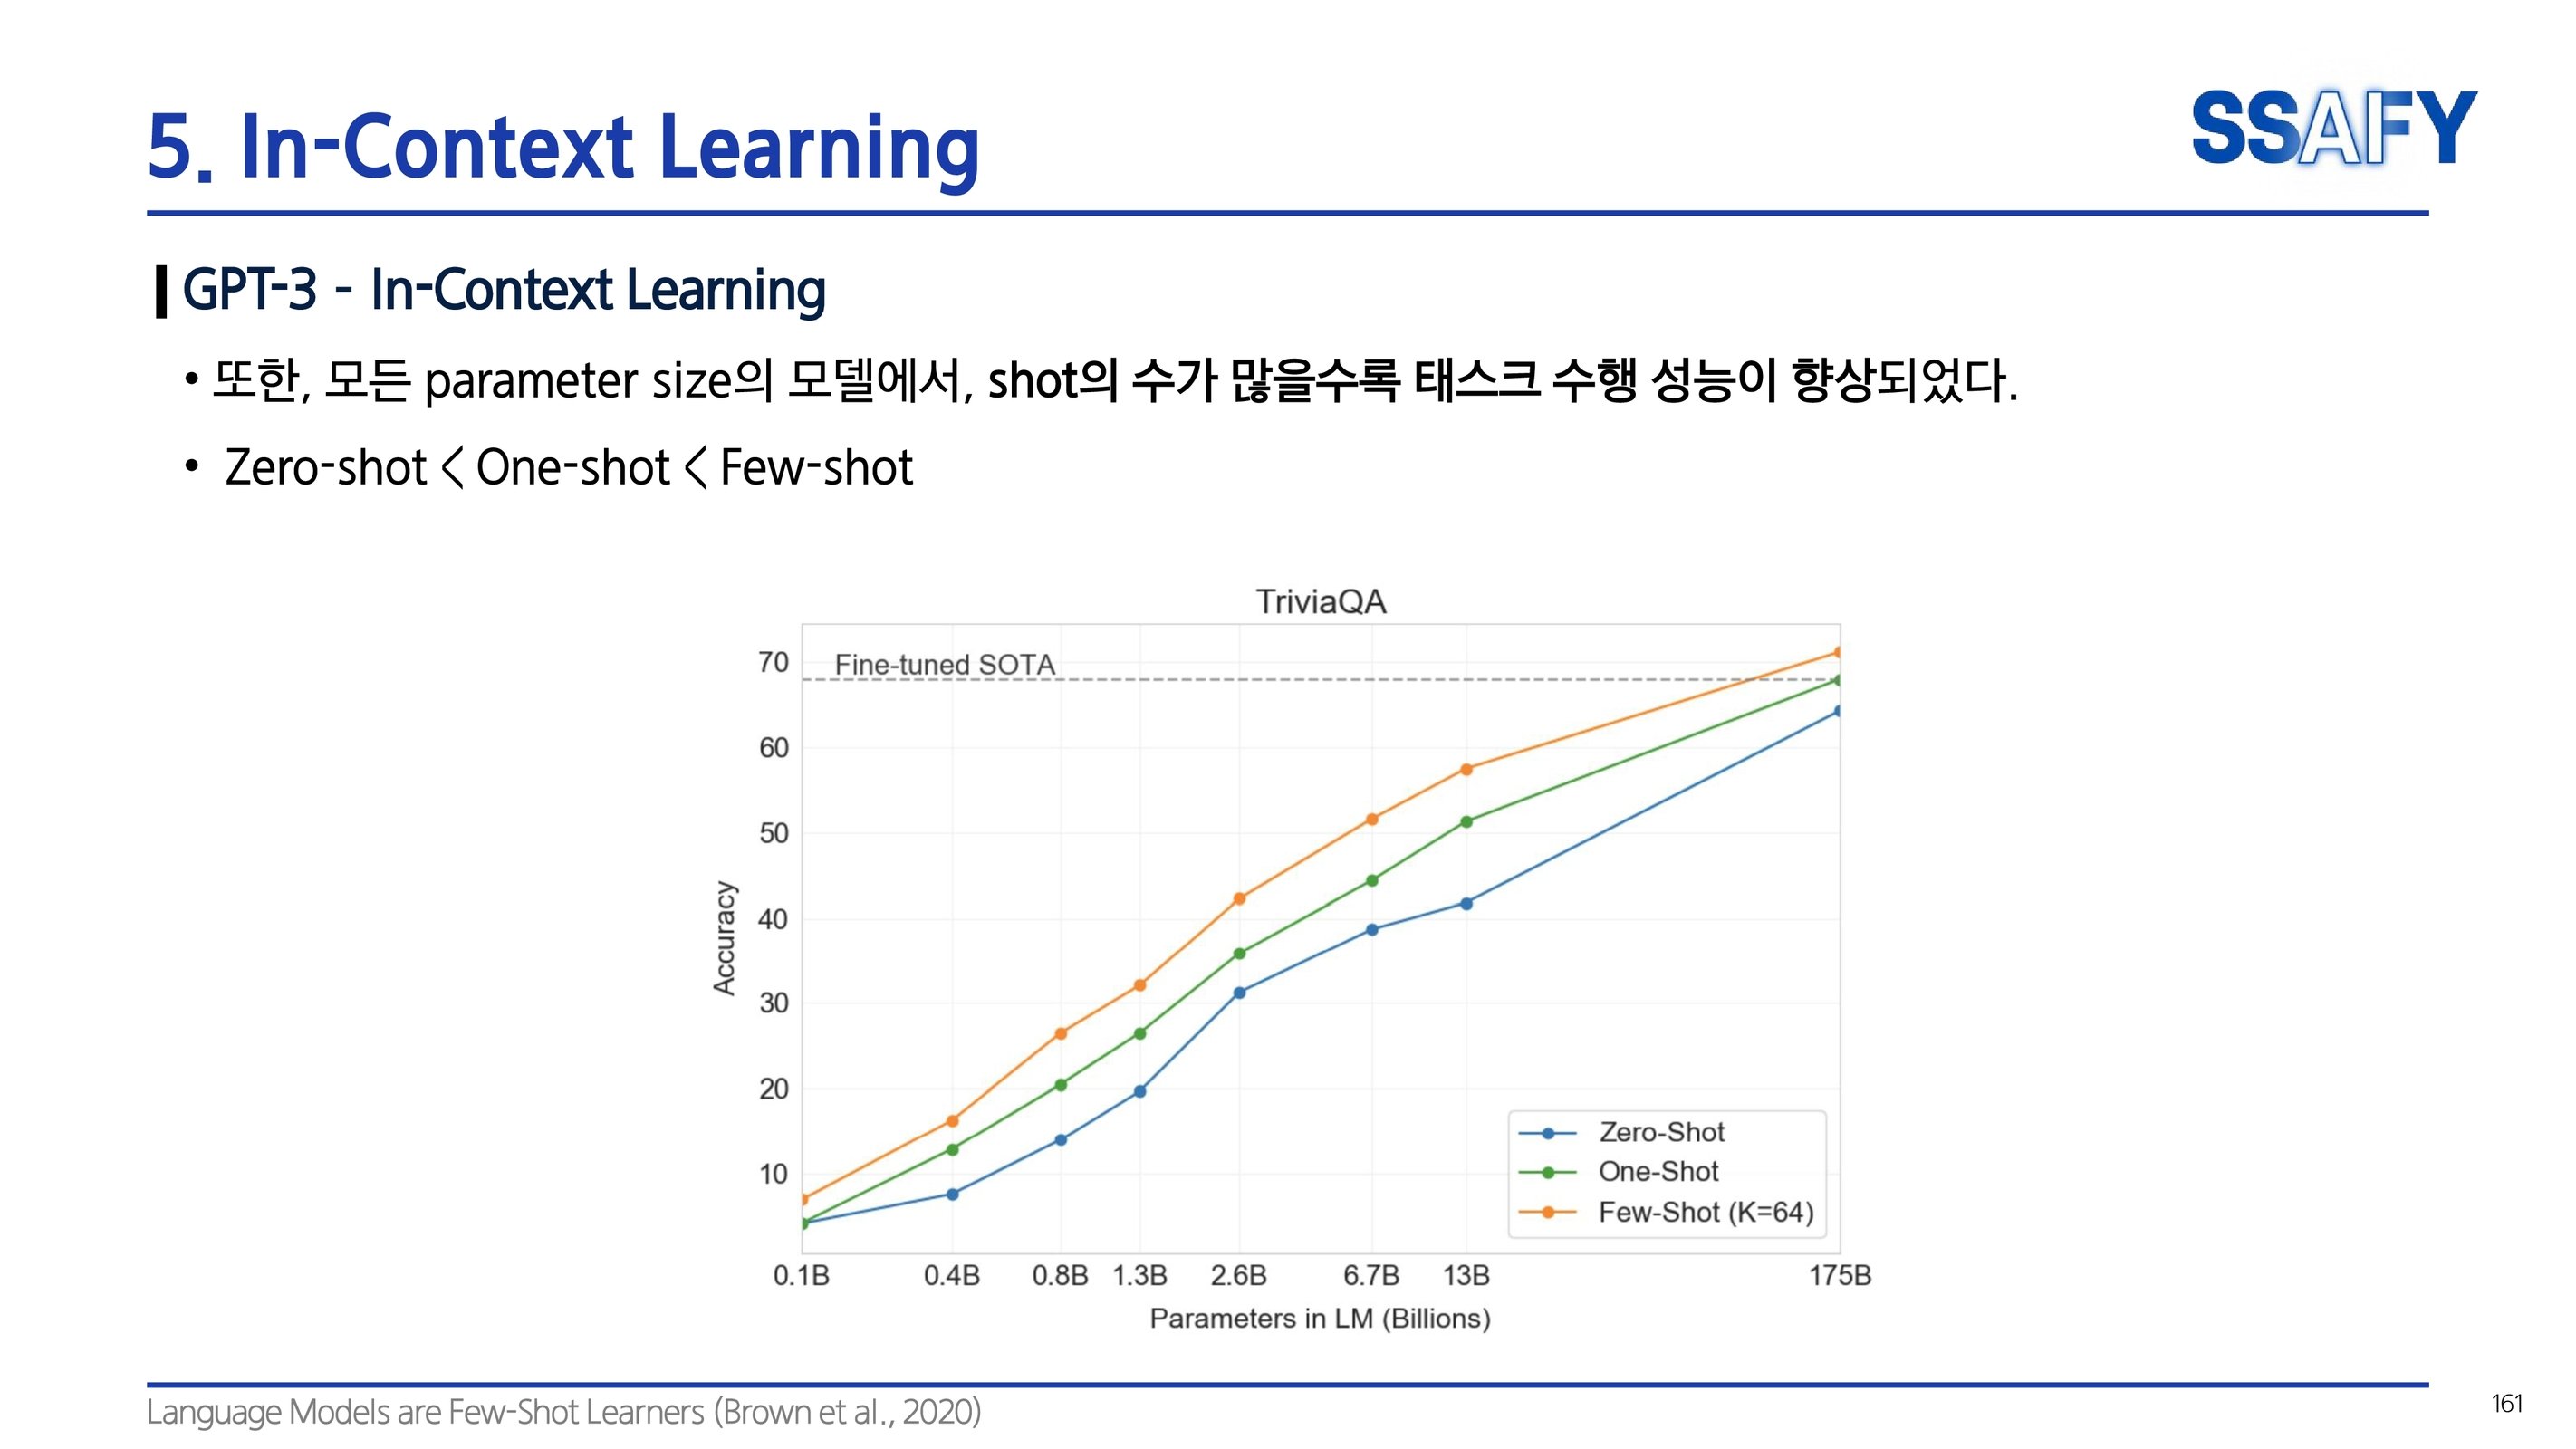 5. In-Context Learning
SSAFY
GPT-3 - In-Context Learning
• 또한, 모든 parameter size의 모델에서, shot의 수가 많을수록 태스크 수행 성능이 향상되었다.
• Zero-shot < One-shot < Few-shot
TriviaQA
Fine-tuned SOTA
70
60
50
40
30
20
10
Accuracy
Zero-Shot
One-Shot
Few-Shot (K=64)
0.1B 0.4B 0.8B 1.3B 2.6B 6.7B 13B 175B
Parameters in LM (Billions)
Language Models are Few-Shot Learners (Brown et al., 2020)
161